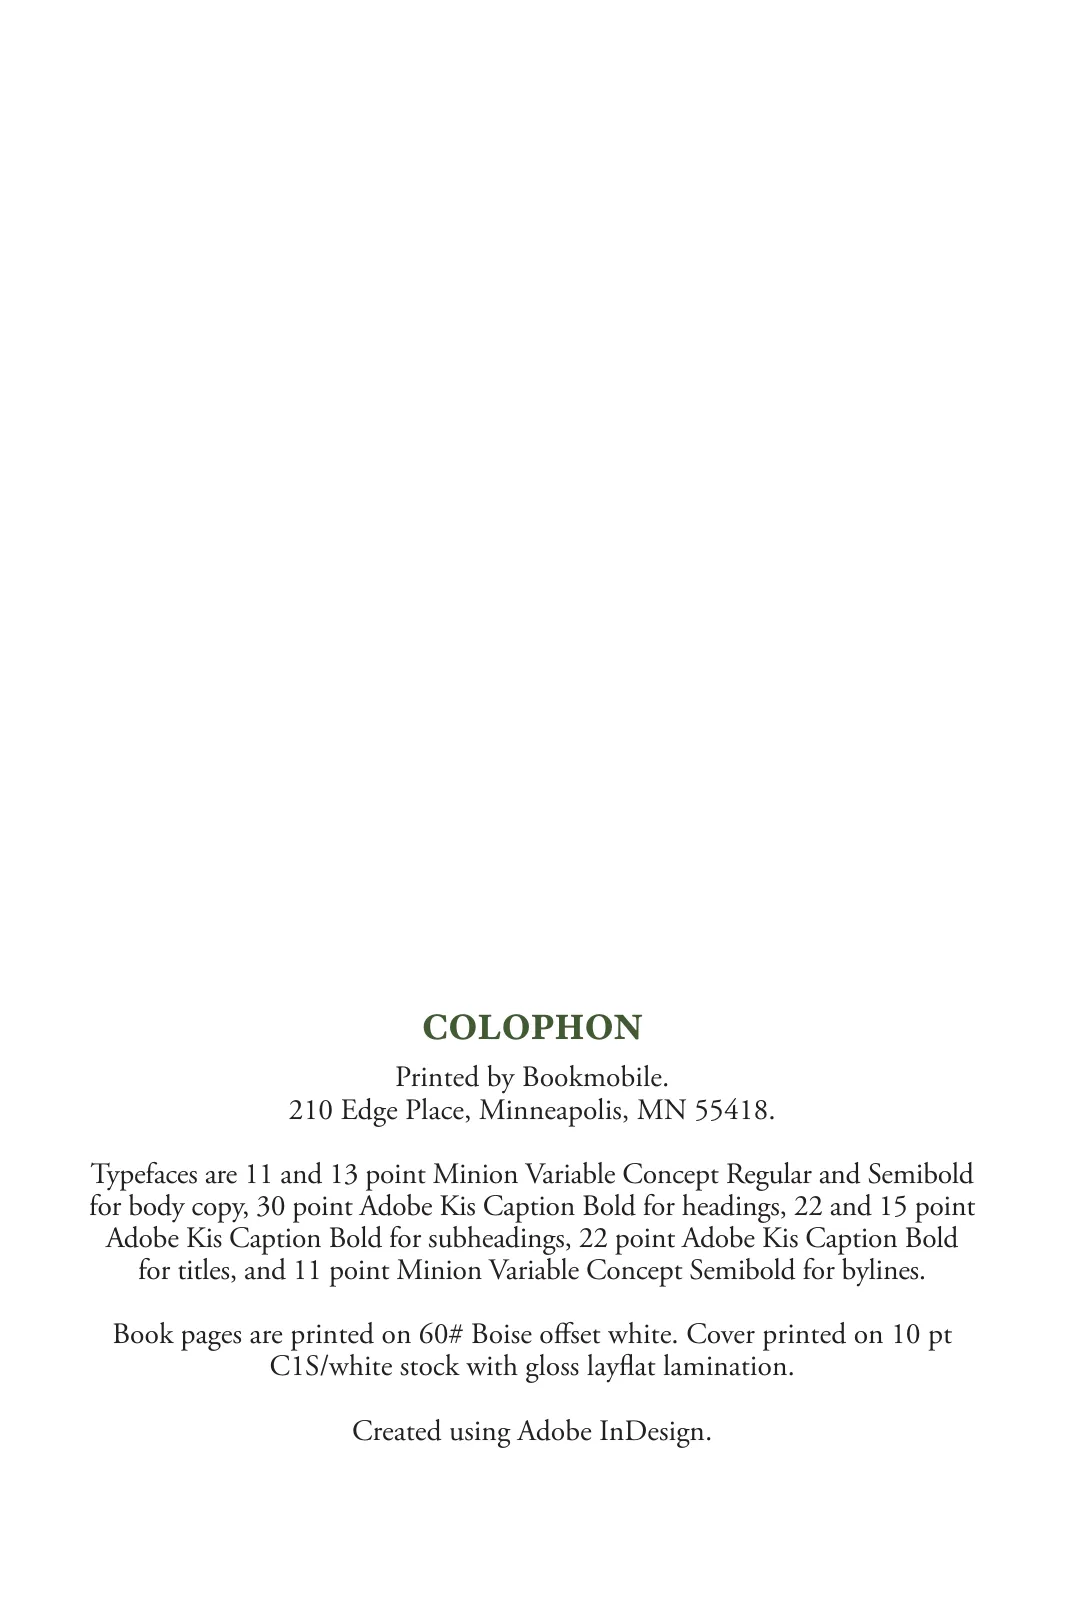 COLOPHON
Printed by Bookmobile.
210 Edge Place, Minneapolis, MN 55418.
Typefaces are 11 and 13 point Minion Variable Concept Regular and Semibold
for body copy, 30 point Adobe Kis Caption Bold for headings, 22 and 15 point
Adobe Kis Caption Bold for subheadings, 22 point Adobe Kis Caption Bold
for titles, and 11 point Minion Variable Concept Semibold for bylines.
Book pages are printed on 60# Boise offset white. Cover printed on 10 pt
C1S/white stock with gloss layflat lamination.
Created using Adobe InDesign.